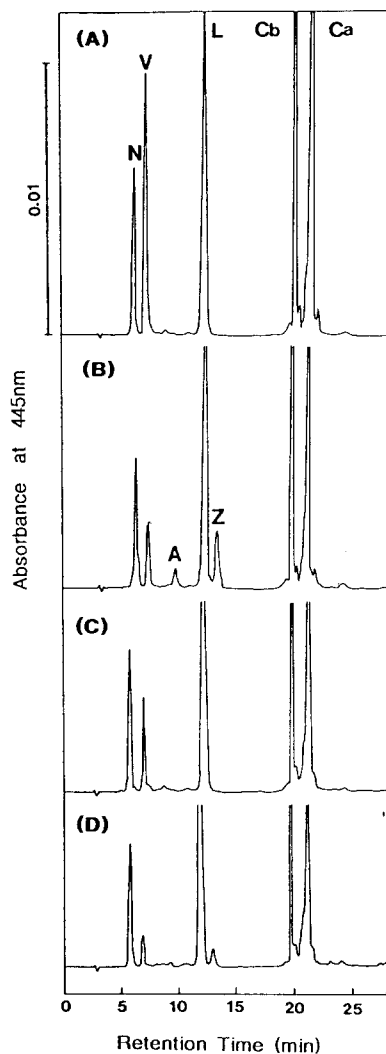 (A)
N
V
L
Cb
Ca
0.01
(B)
A
Z
Absorbance at 445nm
(C)
(D)
0 5 10 15 20 25
Retention Time (min)